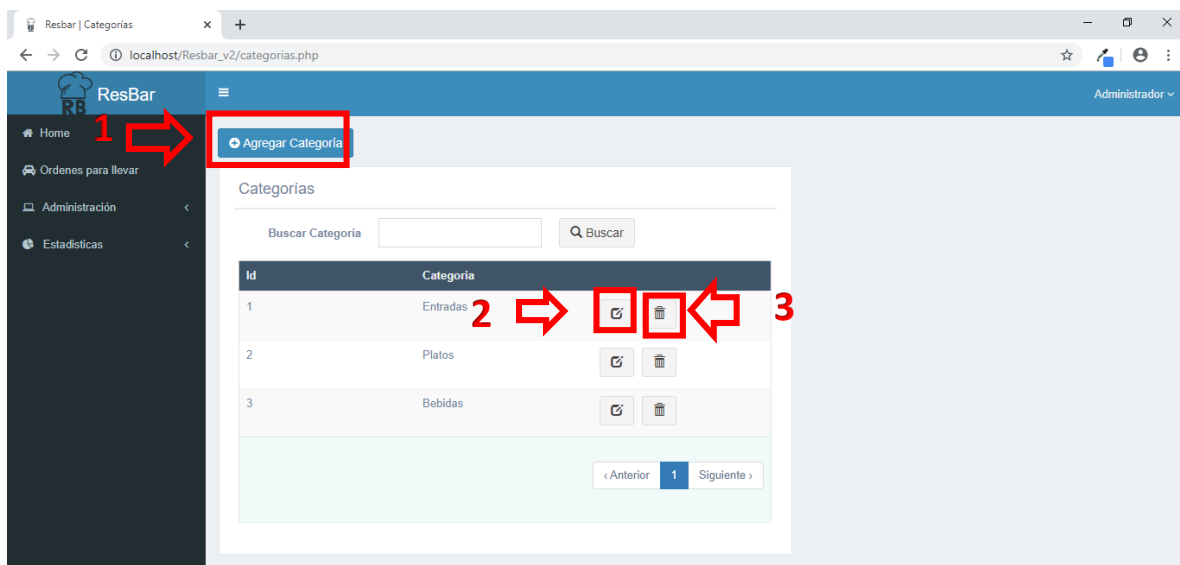 Resbar | Categorías
localhost/Resbar_v2/categorias.php
RB ResBar
Administrador
Home
1
Agregar Categoría
Ordenes para llevar
Administración
Estadisticas
Categorías
Buscar Categoria
Buscar
Id Categoria
1 Entradas
2
3
2 Platos
3 Bebidas
‹ Anterior 1 Siguiente ›